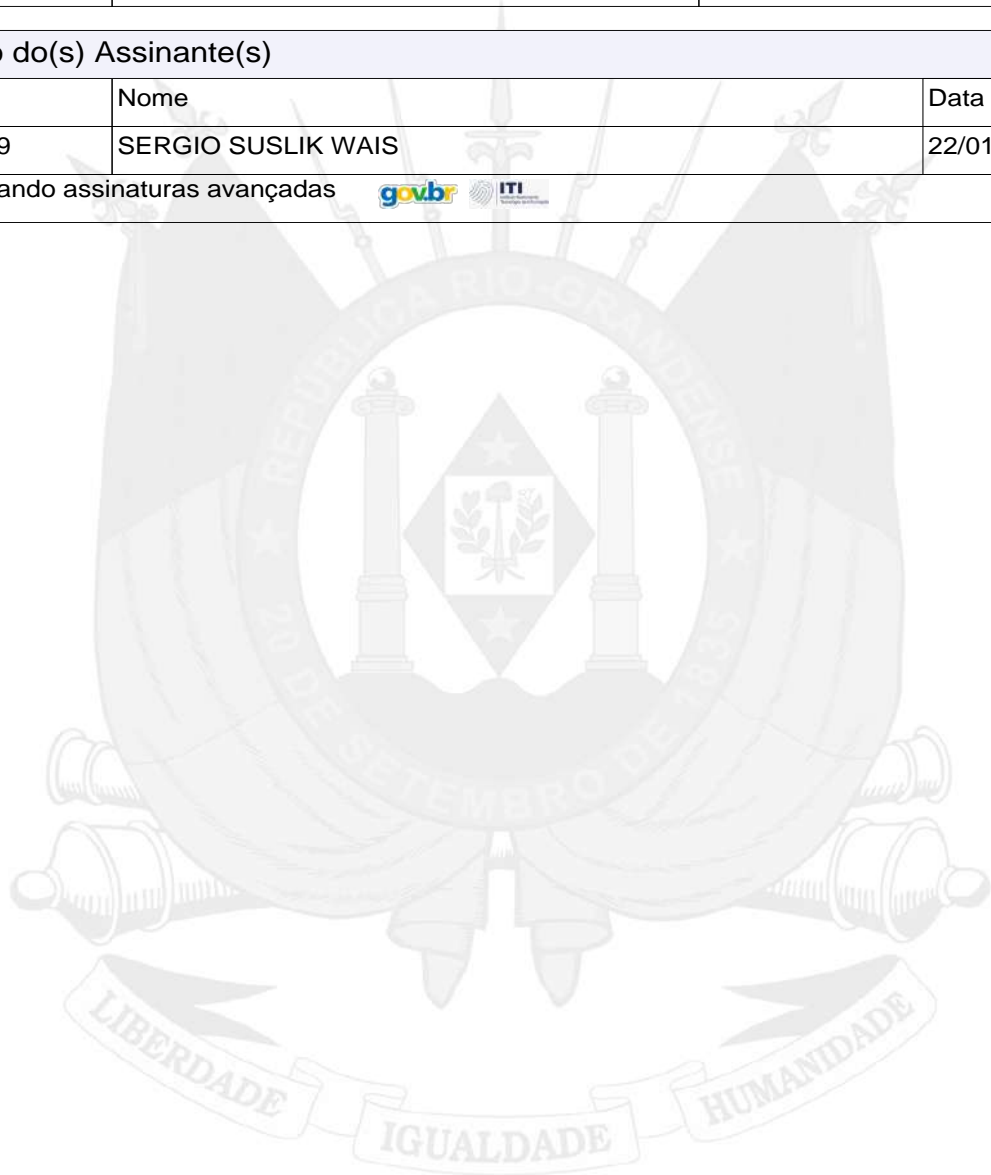 o do(s) Assinante(s)
Nome Data
9 SERGIO SUSLIK WAIS 22/01
ando assinaturas avançadas gov.br ITI
REPÚBLICA RIO-GRANDENSE
20 DE SETEMBRO DE 1835
LIBERDADE IGUALDADE HUMANIDADE